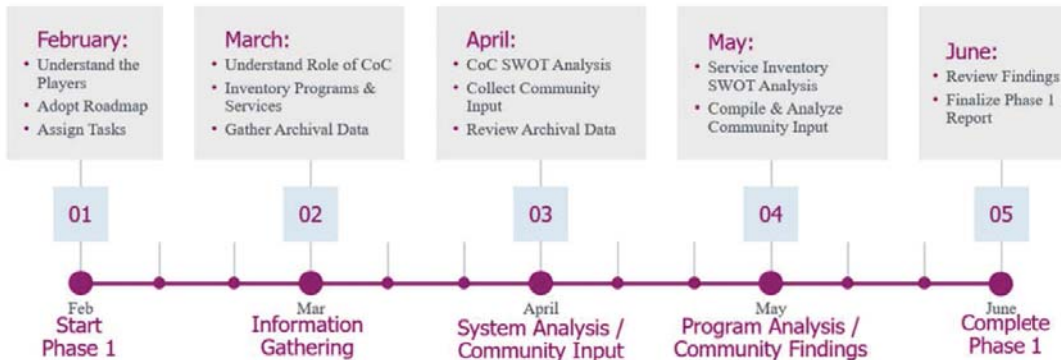 February:
• Understand the
Players
• Adopt Roadmap
• Assign Tasks
March:
• Understand Role of CoC
• Inventory Programs &
Services
• Gather Archival Data
April:
• CoC SWOT Analysis
• Collect Community
Input
• Review Archival Data
May:
• Service Inventory
SWOT Analysis
• Compile & Analyze
Community Input
June:
• Review Findings
• Finalize Phase 1
Report
01
02
03
04
05
Feb
Start
Phase 1
Mar
Information
Gathering
April
System Analysis /
Community Input
May
Program Analysis /
Community Findings
June
Complete
Phase 1